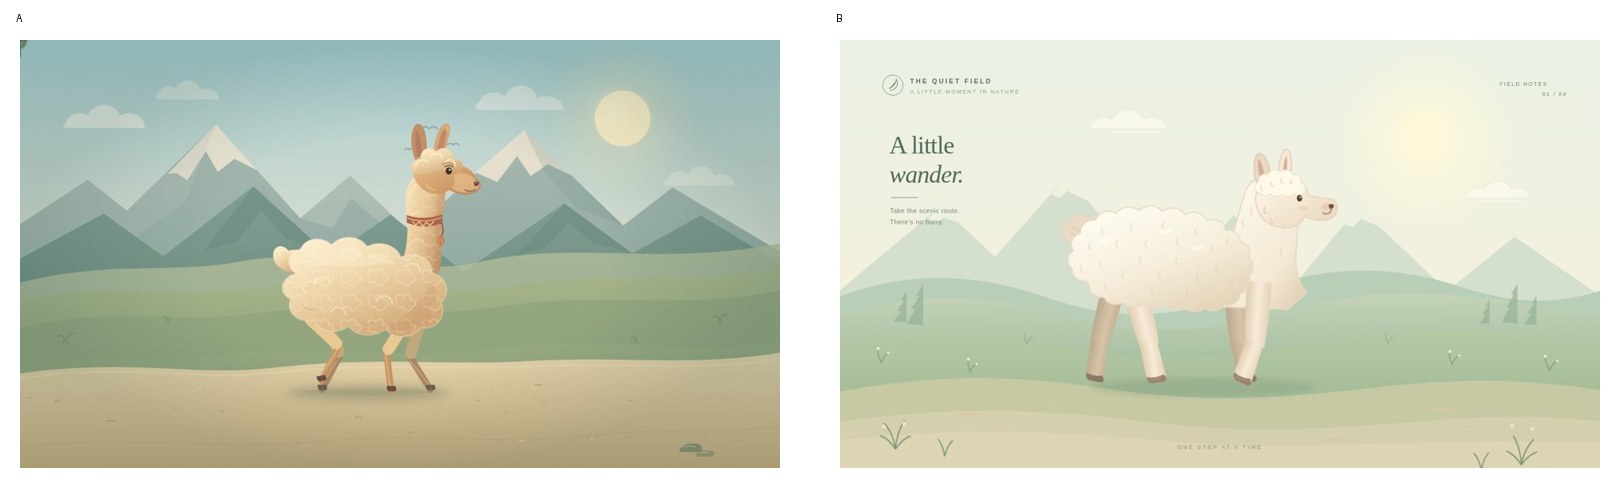 A
B
THE QUIET FIELD
A LITTLE MOMENT IN NATURE
FIELD NOTES
01 / 04
A little
wander.
Take the scenic route.
There's no hurry.
ONE STEP AT A TIME